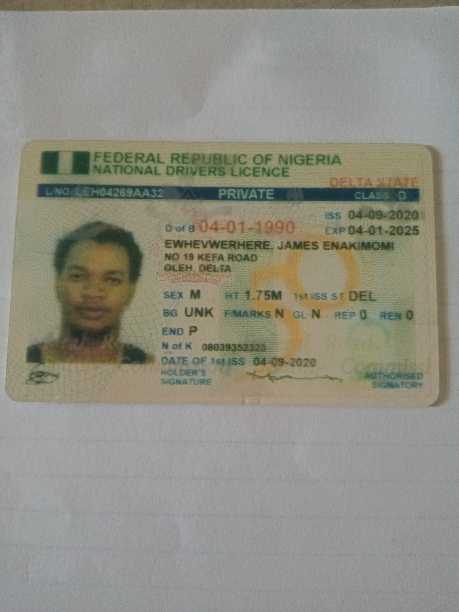 FEDERAL REPUBLIC OF NIGERIA
NATIONAL DRIVERS LICENCE
DELTA STATE
L/NO LEH04269AA32 PRIVATE CLASS D
ISS 04-09-2020
D of B 04-01-1990 EXP 04-01-2025
EWHEVWERHERE, JAMES ENAKIMOMI
NO 19 KEFA ROAD
OLEH, DELTA
SEX M HT 1.75M 1st ISS ST DEL
BG UNK F/MARKS N GL N REP 0 REN 0
END P
N of K 08039352325
DATE OF 1st ISS 04-09-2020
HOLDER'S SIGNATURE
AUTHORISED SIGNATORY